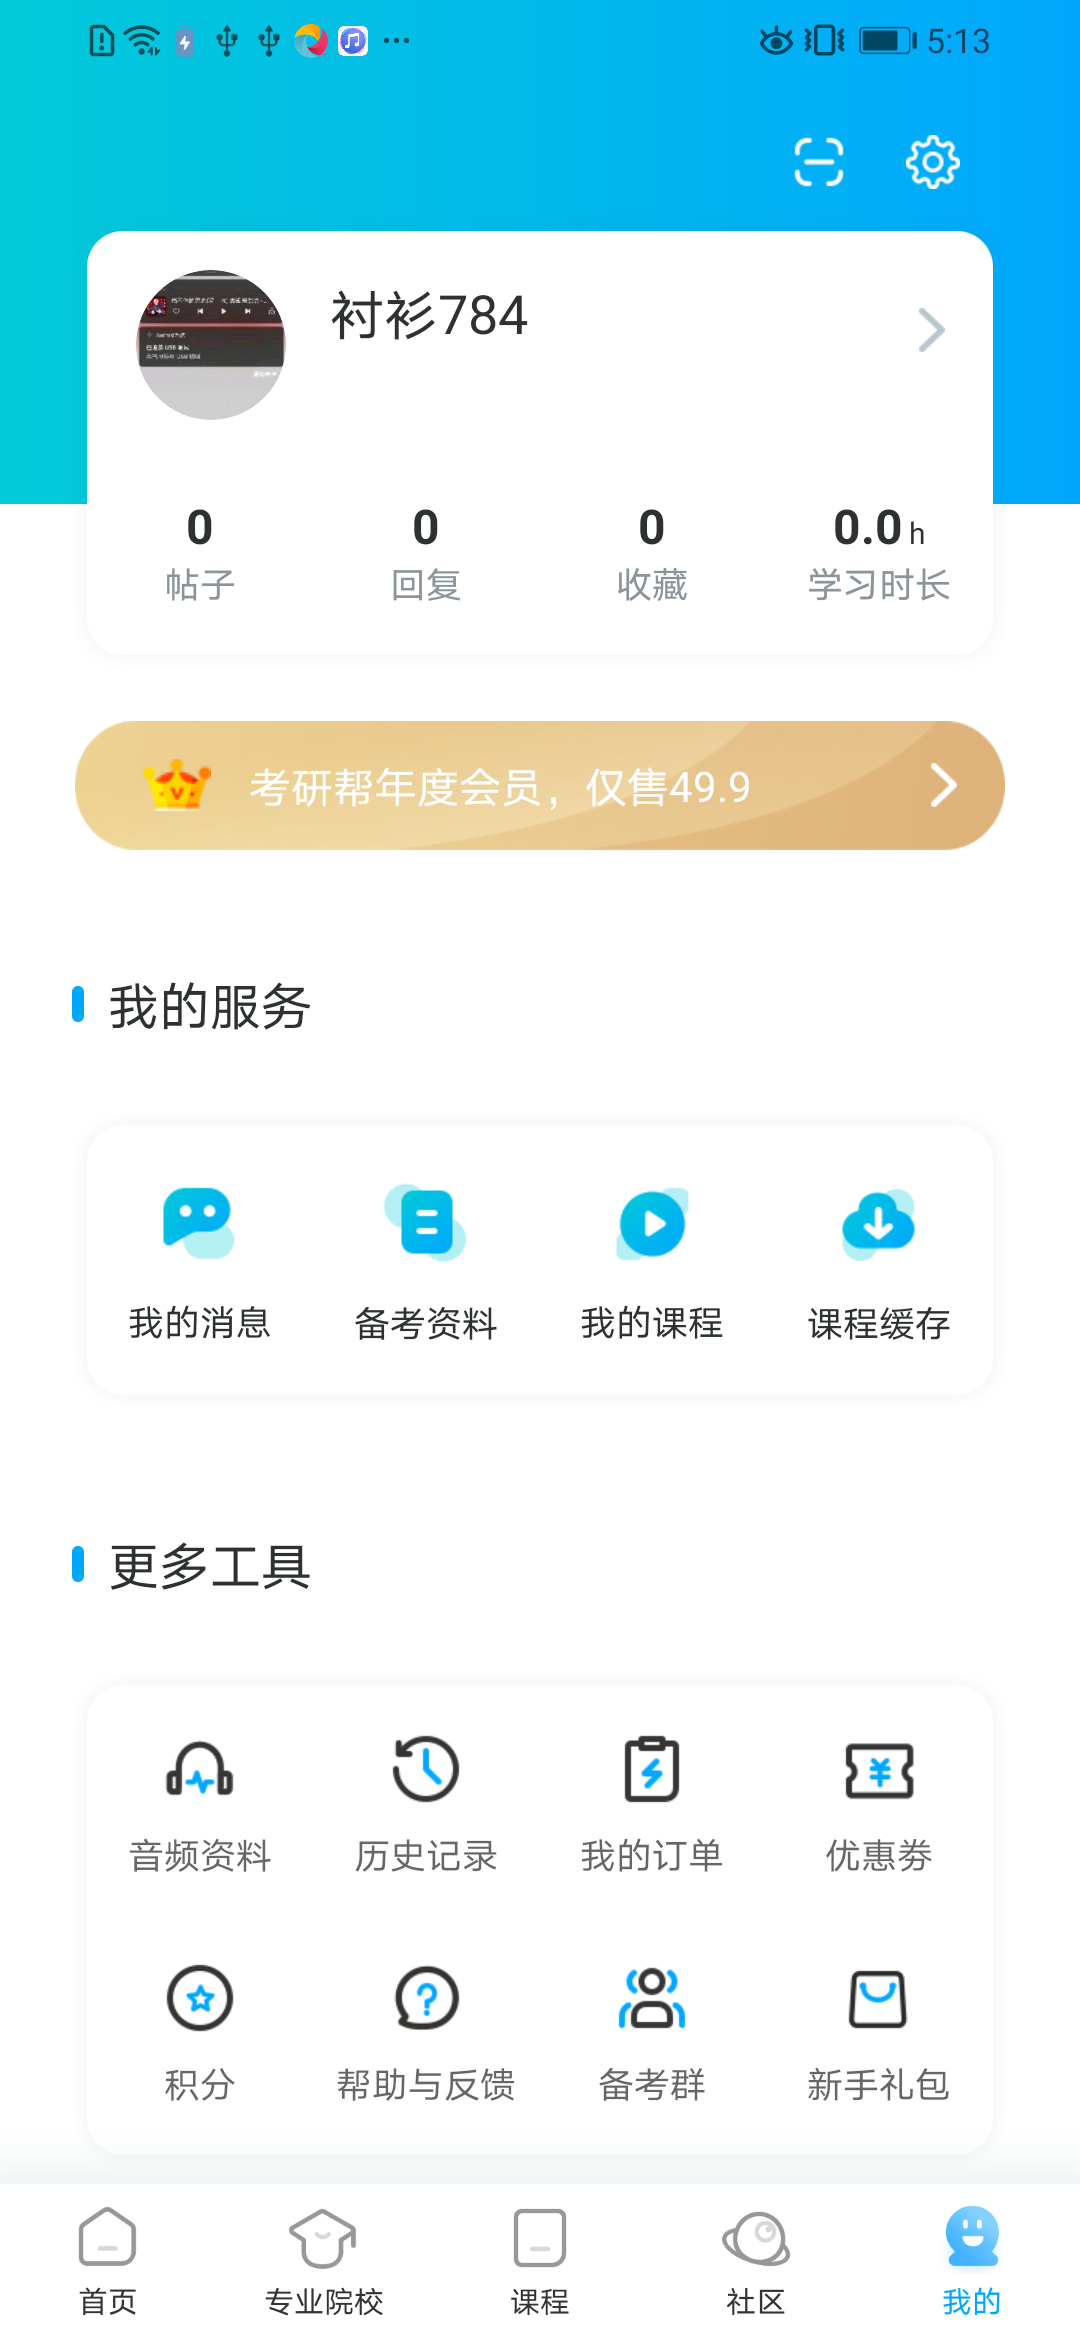 5:13
衬衫784
0 0 0 0.0 h
帖子 回复 收藏 学习时长
考研帮年度会员，仅售49.9
我的服务
我的消息 备考资料 我的课程 课程缓存
更多工具
音频资料 历史记录 我的订单 优惠券
积分 帮助与反馈 备考群 新手礼包
首页 专业院校 课程 社区 我的